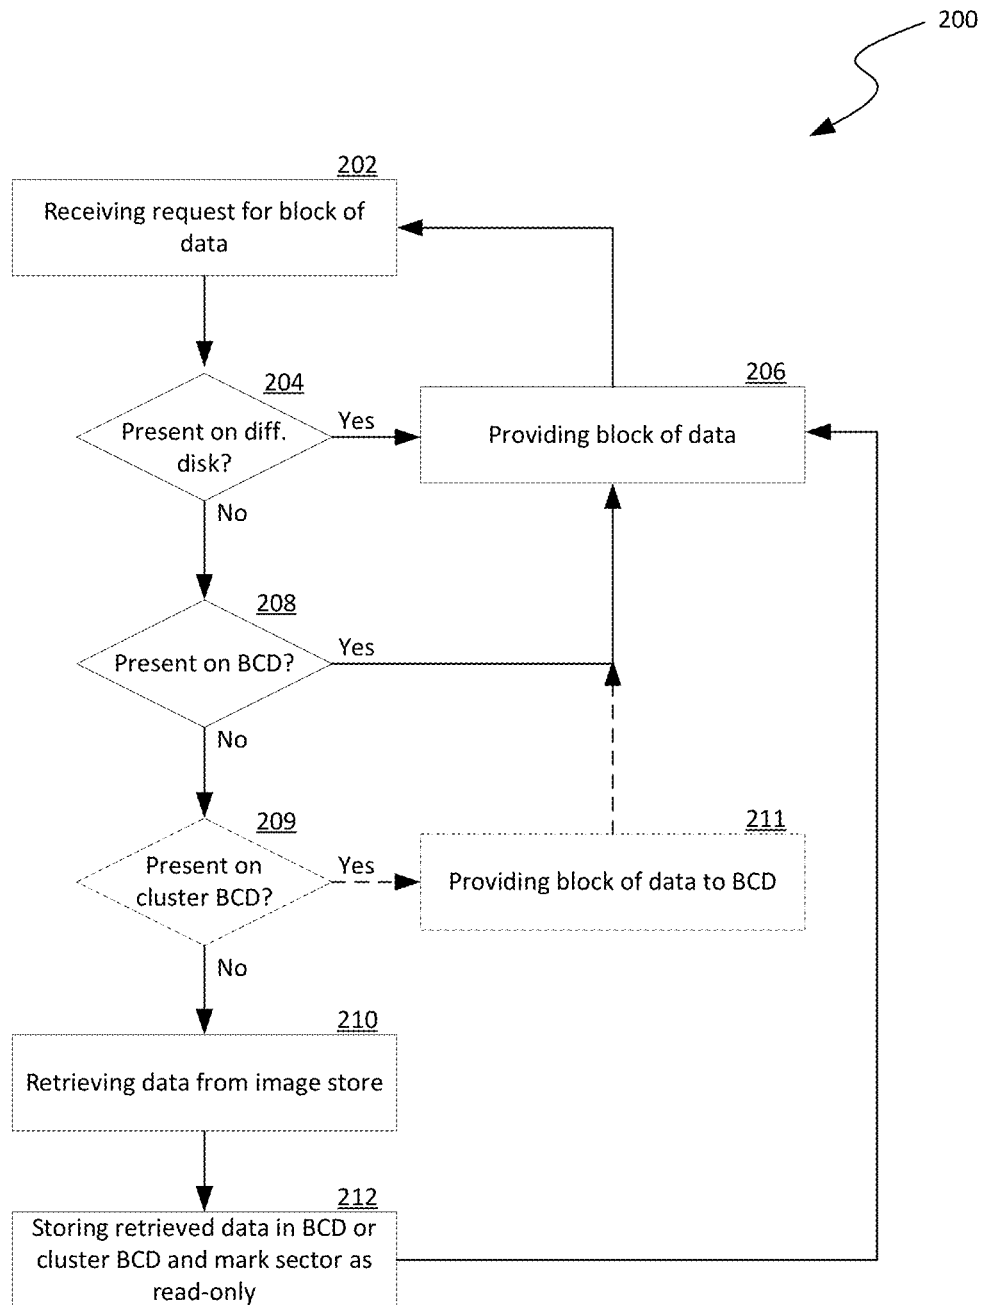 200
202
Receiving request for block of
data
204
Present on diff.
disk?
Yes
206
Providing block of data
No
208
Present on BCD?
Yes
No
209
Present on
cluster BCD?
Yes
211
Providing block of data to BCD
No
210
Retrieving data from image store
212
Storing retrieved data in BCD or
cluster BCD and mark sector as
read-only